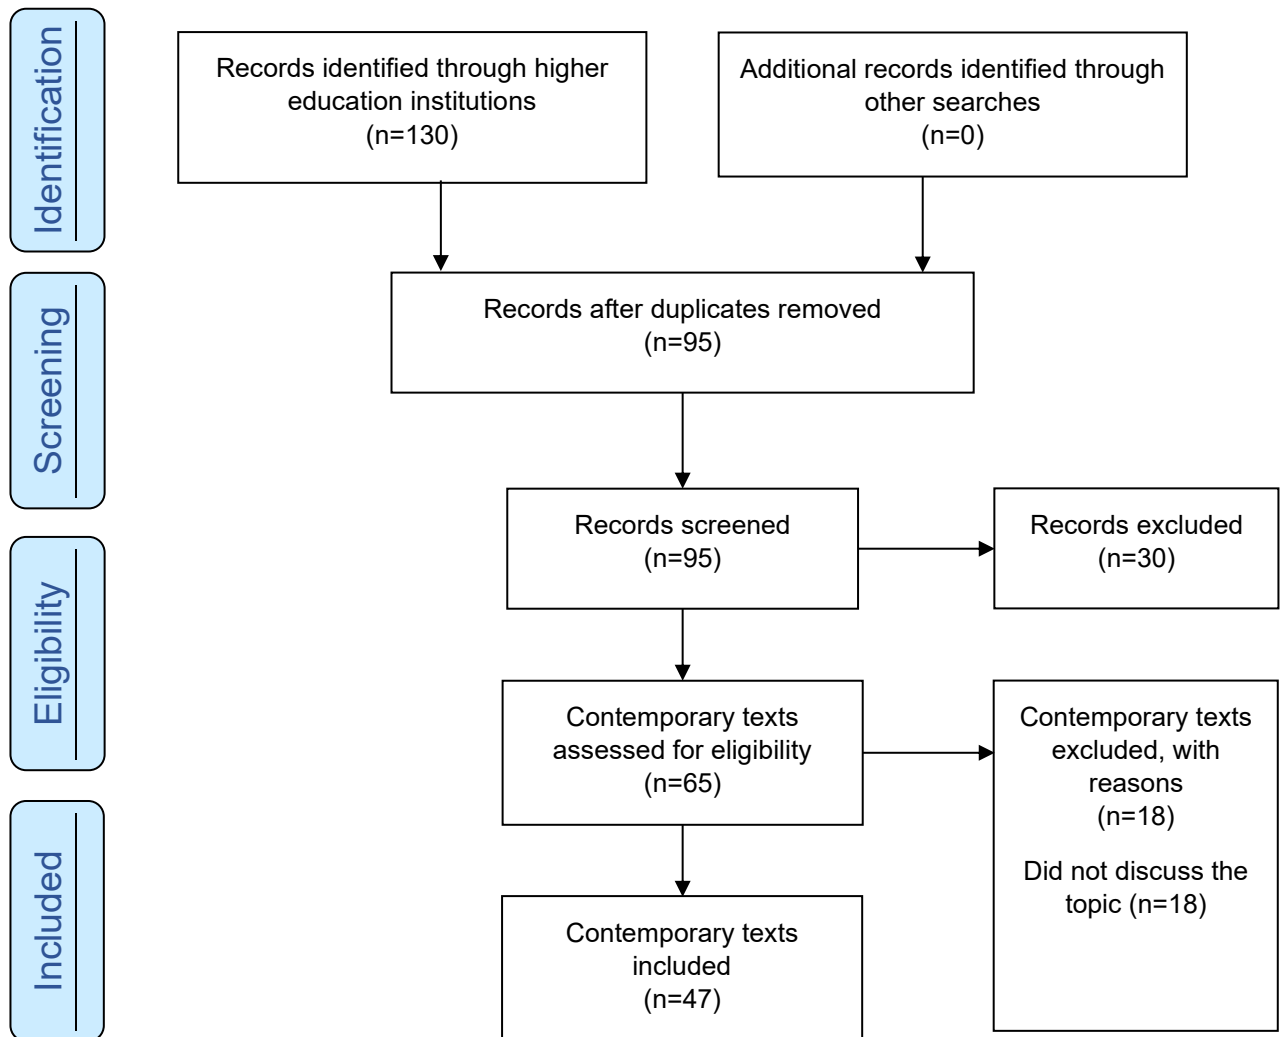 Identification
Records identified through higher
education institutions
(n=130)
Additional records identified through
other searches
(n=0)
Screening
Records after duplicates removed
(n=95)
Records screened
(n=95)
Records excluded
(n=30)
Eligibility
Contemporary texts
assessed for eligibility
(n=65)
Contemporary texts
excluded, with
reasons
(n=18)
Did not discuss the
topic (n=18)
Included
Contemporary texts
included
(n=47)